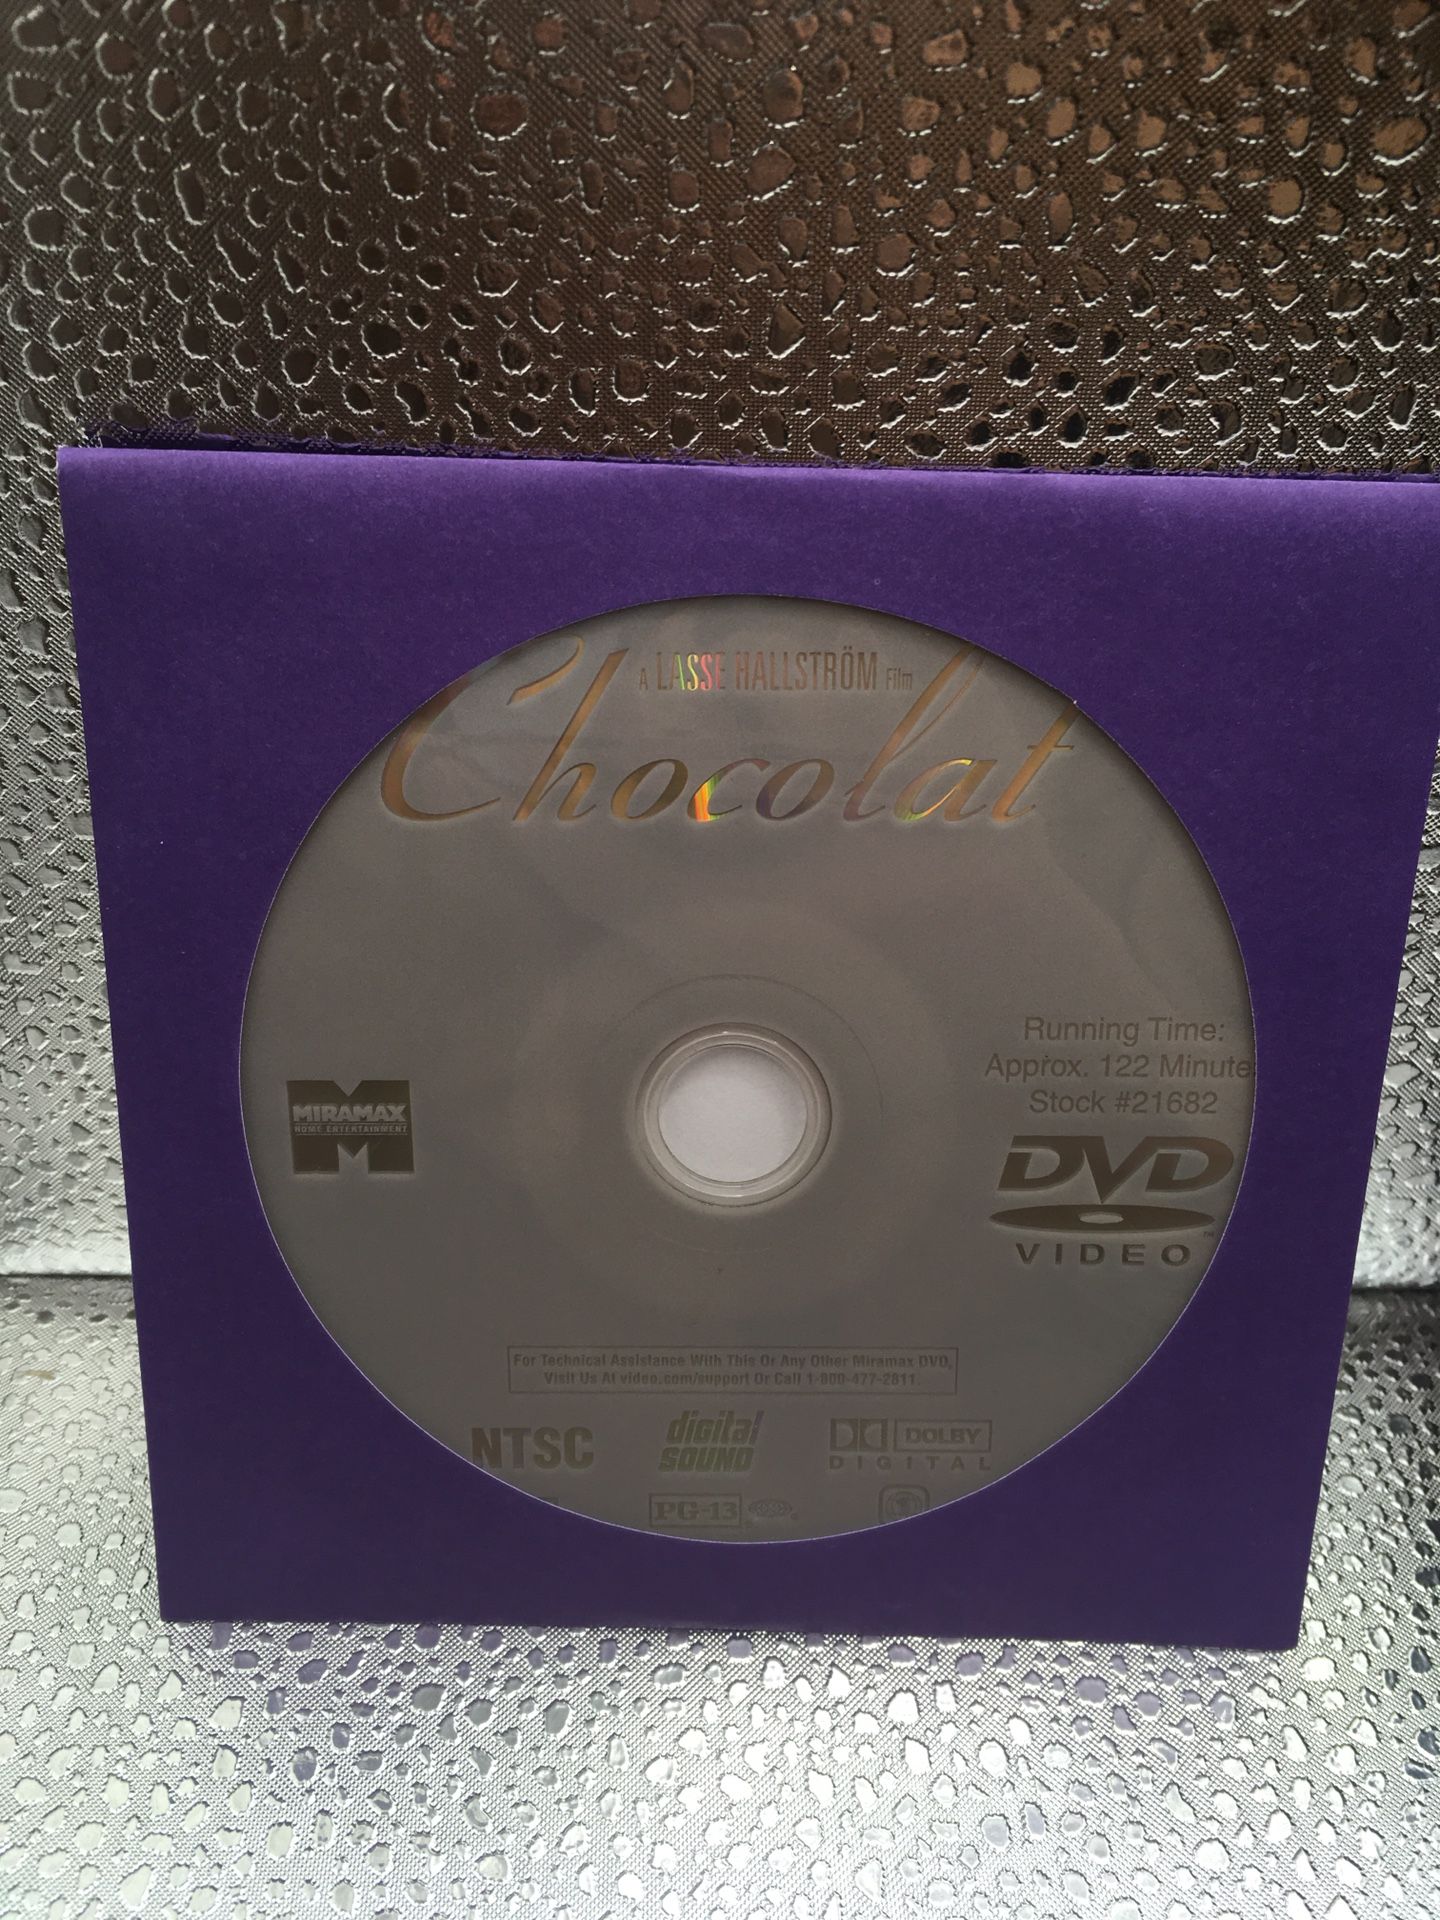 A LASSE HALLSTRÖM Film
Chocolat
Running Time:
Approx. 122 Minute
Stock #21682
MIRAMAX
HOME ENTERTAINMENT
DVD
VIDEO™
For Technical Assistance With This Or Any Other Miramax DVD,
Visit Us At video.com/support Or Call 1-800-477-2811.
NTSC
digital
SOUND
DOLBY
DIGITAL
PG-13